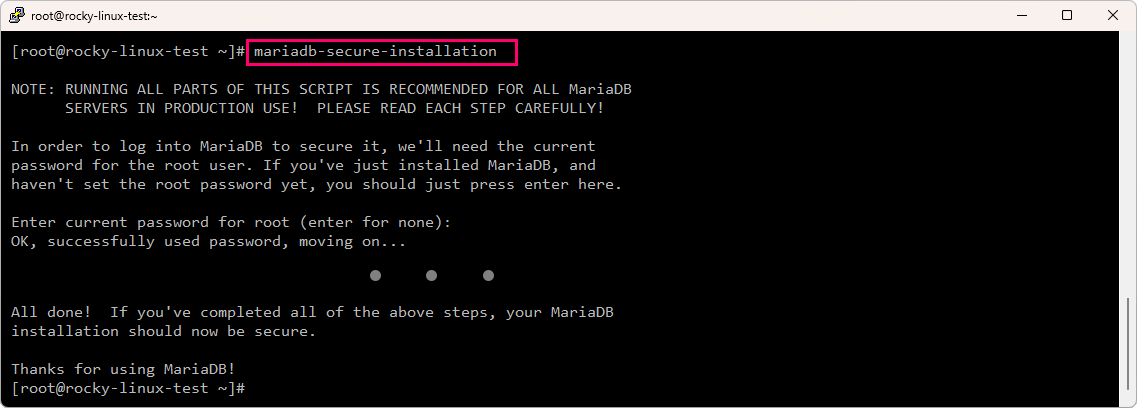 root@rocky-linux-test:~
[root@rocky-linux-test ~]# mariadb-secure-installation
NOTE: RUNNING ALL PARTS OF THIS SCRIPT IS RECOMMENDED FOR ALL MariaDB
SERVERS IN PRODUCTION USE!  PLEASE READ EACH STEP CAREFULLY!
In order to log into MariaDB to secure it, we'll need the current
password for the root user. If you've just installed MariaDB, and
haven't set the root password yet, you should just press enter here.
Enter current password for root (enter for none):
OK, successfully used password, moving on...
All done!  If you've completed all of the above steps, your MariaDB
installation should now be secure.
Thanks for using MariaDB!
[root@rocky-linux-test ~]#